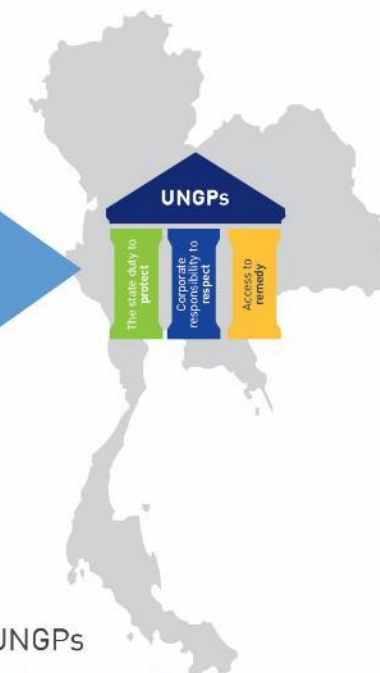 UNGPs
The state duty to
protect
Corporate
responsibility to
respect
Access to
remedy
UNGPs